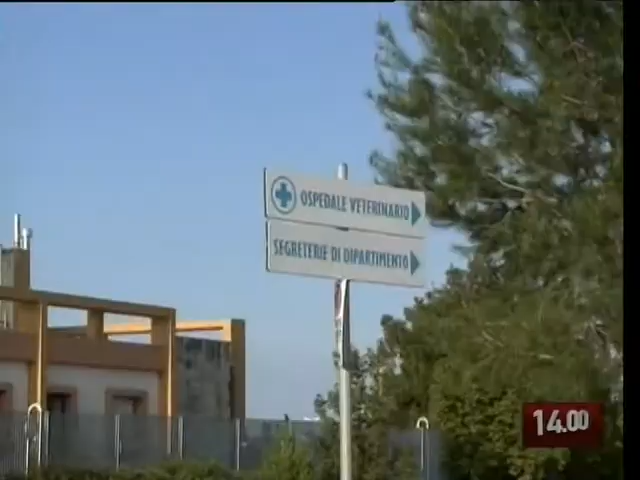 OSPEDALE VETERINARIO
SEGRETERIE DI DIPARTIMENTO
14.00